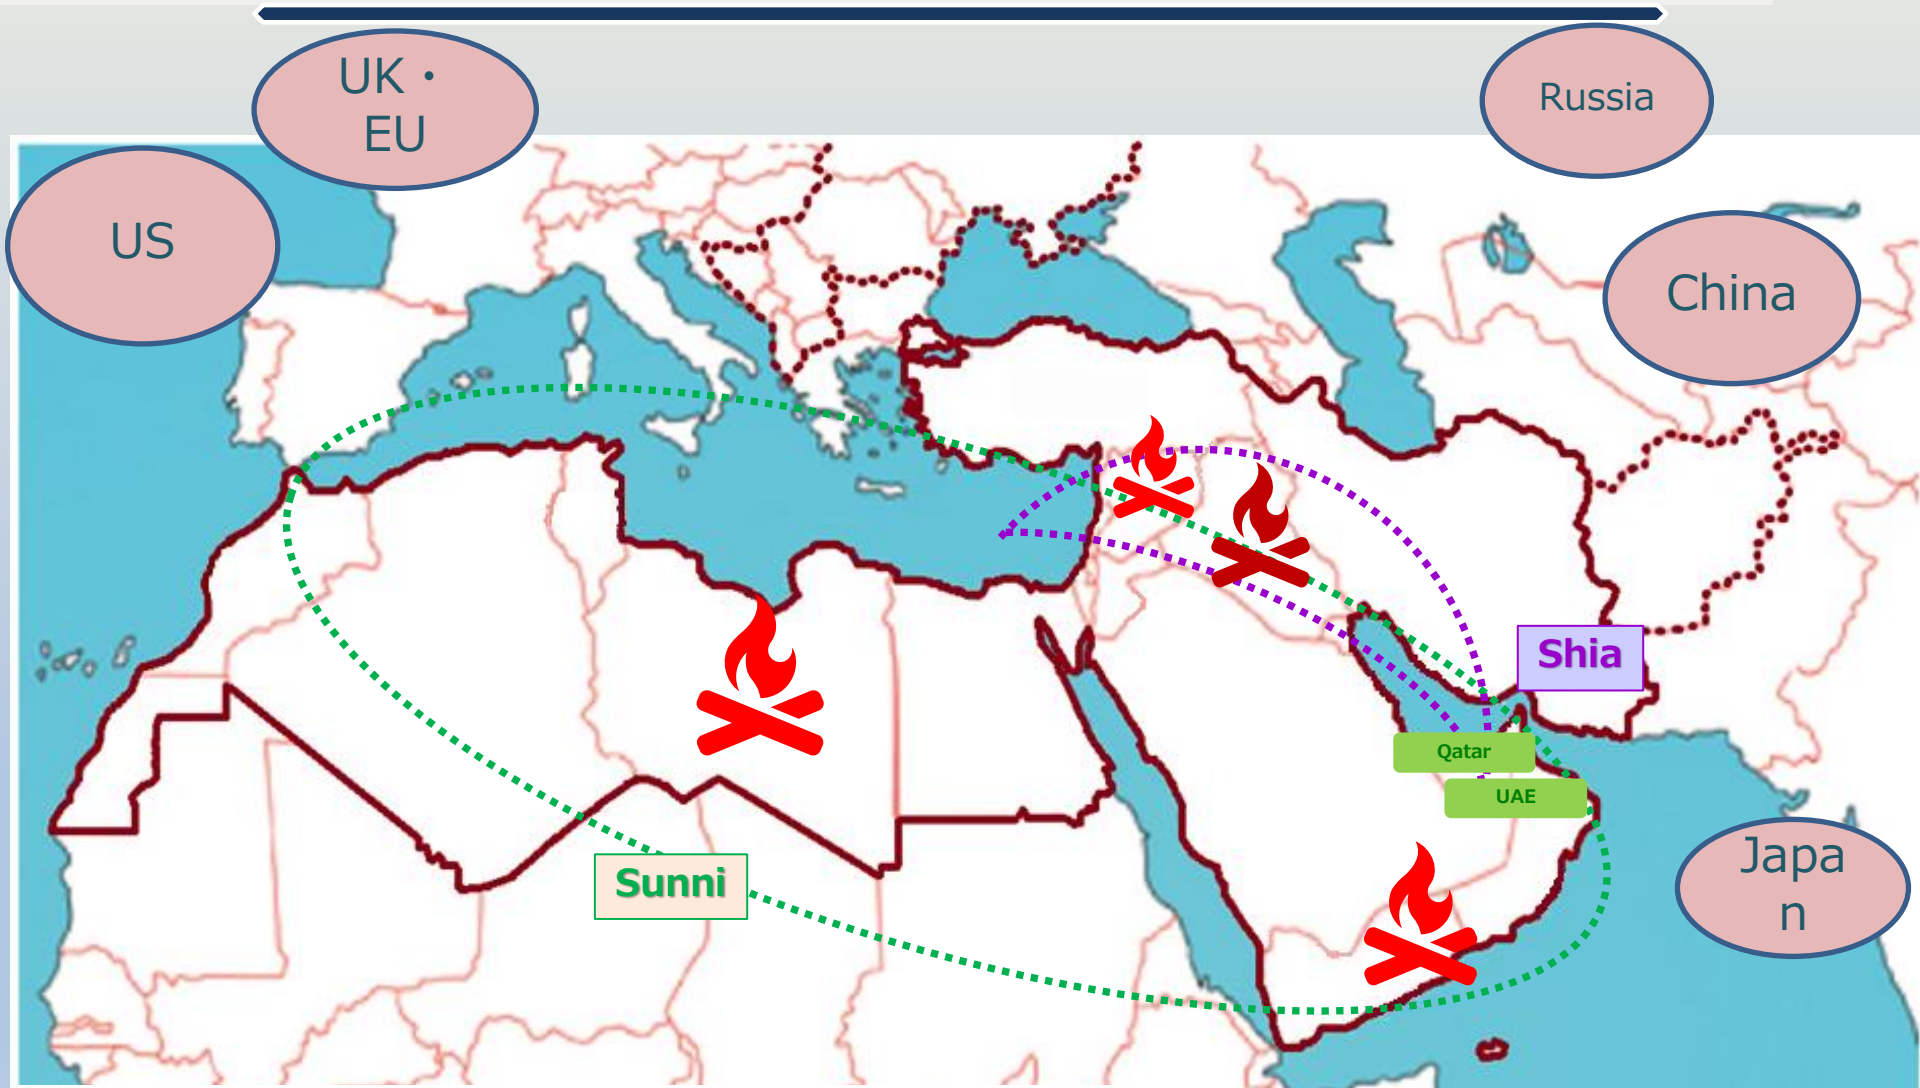 UK・
EU
Russia
US
China
Shia
Qatar
UAE
Japa
n
Sunni